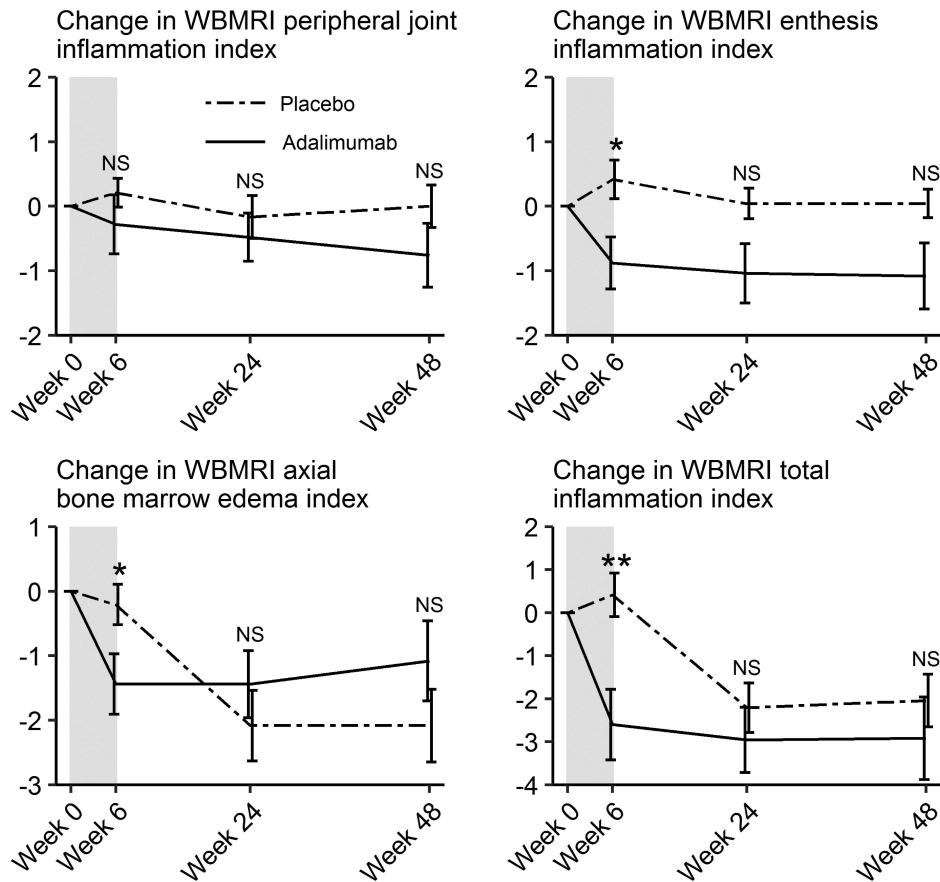 Change in WBMRI peripheral joint
inflammation index
2
1
0
-1
-2
Placebo
Adalimumab
NS
NS
NS
Week 0
Week 6
Week 24
Week 48
Change in WBMRI enthesis
inflammation index
2
1
0
-1
-2
*
NS
NS
Week 0
Week 6
Week 24
Week 48
Change in WBMRI axial
bone marrow edema index
1
0
-1
-2
-3
*
NS
NS
Week 0
Week 6
Week 24
Week 48
Change in WBMRI total
inflammation index
2
1
0
-1
-2
-3
-4
**
NS
NS
Week 0
Week 6
Week 24
Week 48